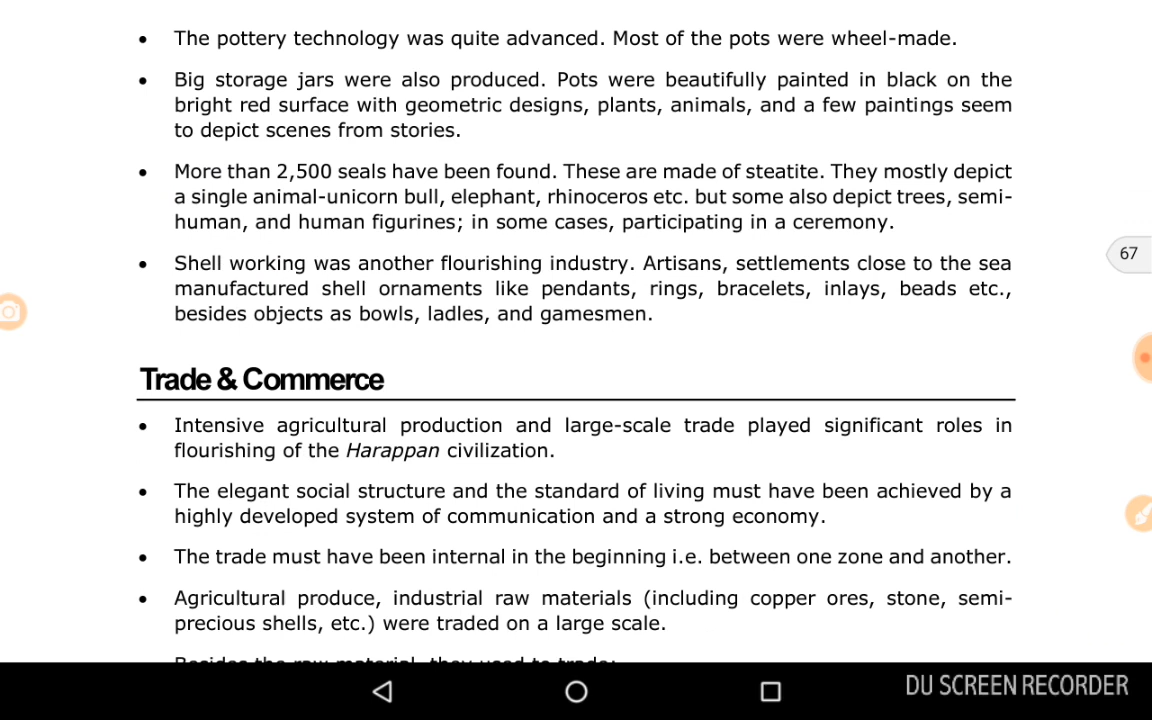 The pottery technology was quite advanced. Most of the pots were wheel-made.
Big storage jars were also produced. Pots were beautifully painted in black on the
bright red surface with geometric designs, plants, animals, and a few paintings seem
to depict scenes from stories.
More than 2,500 seals have been found. These are made of steatite. They mostly depict
a single animal-unicorn bull, elephant, rhinoceros etc. but some also depict trees, semi-
human, and human figurines; in some cases, participating in a ceremony.
Shell working was another flourishing industry. Artisans, settlements close to the sea
manufactured shell ornaments like pendants, rings, bracelets, inlays, beads etc.,
besides objects as bowls, ladles, and gamesmen.
67
Trade & Commerce
Intensive agricultural production and large-scale trade played significant roles in
flourishing of the Harappan civilization.
The elegant social structure and the standard of living must have been achieved by a
highly developed system of communication and a strong economy.
The trade must have been internal in the beginning i.e. between one zone and another.
Agricultural produce, industrial raw materials (including copper ores, stone, semi-
precious shells, etc.) were traded on a large scale.
Besides the raw material, they used to trade:
DU SCREEN RECORDER